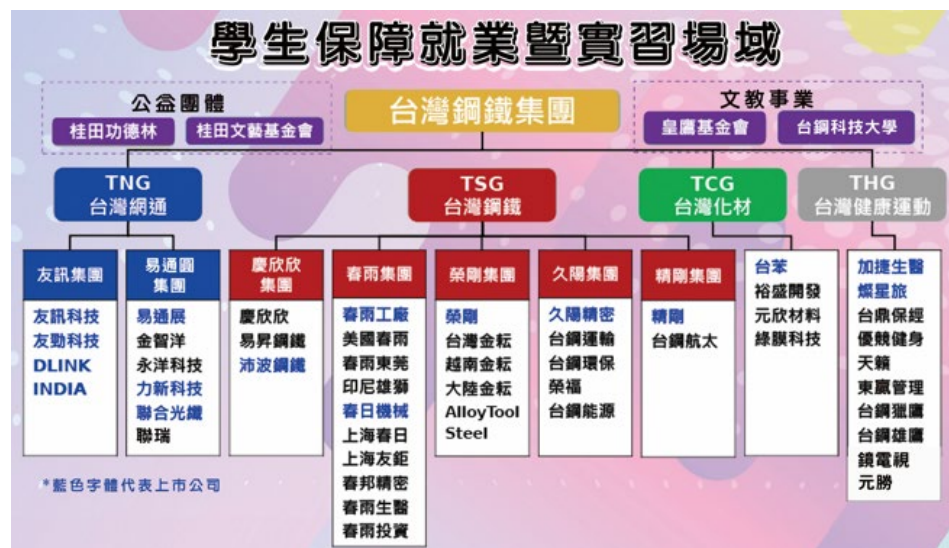 學生保障就業暨實習場域
公益團體
桂田功德林
桂田文藝基金會
台灣鋼鐵集團
文教事業
皇鷹基金會
台鋼科技大學
TNG
台灣網通
TSG
台灣鋼鐵
TCG
台灣化材
THG
台灣健康運動
友訊集團
友訊科技
友勁科技
DLINK
INDIA
易通圓
集團
易通展
金智洋
永洋科技
力新科技
聯合光纖
聯瑞
慶欣欣
集團
慶欣欣
易昇鋼鐵
沛波鋼鐵
春雨集團
春雨工廠
美國春雨
春雨東莞
印尼雄獅
春日機械
上海春日
上海友鉅
春邦精密
春雨生醫
春雨投資
榮剛集團
榮剛
台灣金耘
越南金耘
大陸金耘
AlloyTool
Steel
久陽集團
久陽精密
台鋼運輸
台鋼環保
榮福
台鋼能源
精剛集團
精剛
台鋼航太
台苯
裕盛開發
元欣材料
綠膜科技
加捷生醫
燦星旅
台鼎保經
優競健身
天籟
東贏管理
台鋼獵鷹
台鋼雄鷹
鏡電視
元勝
*藍色字體代表上市公司